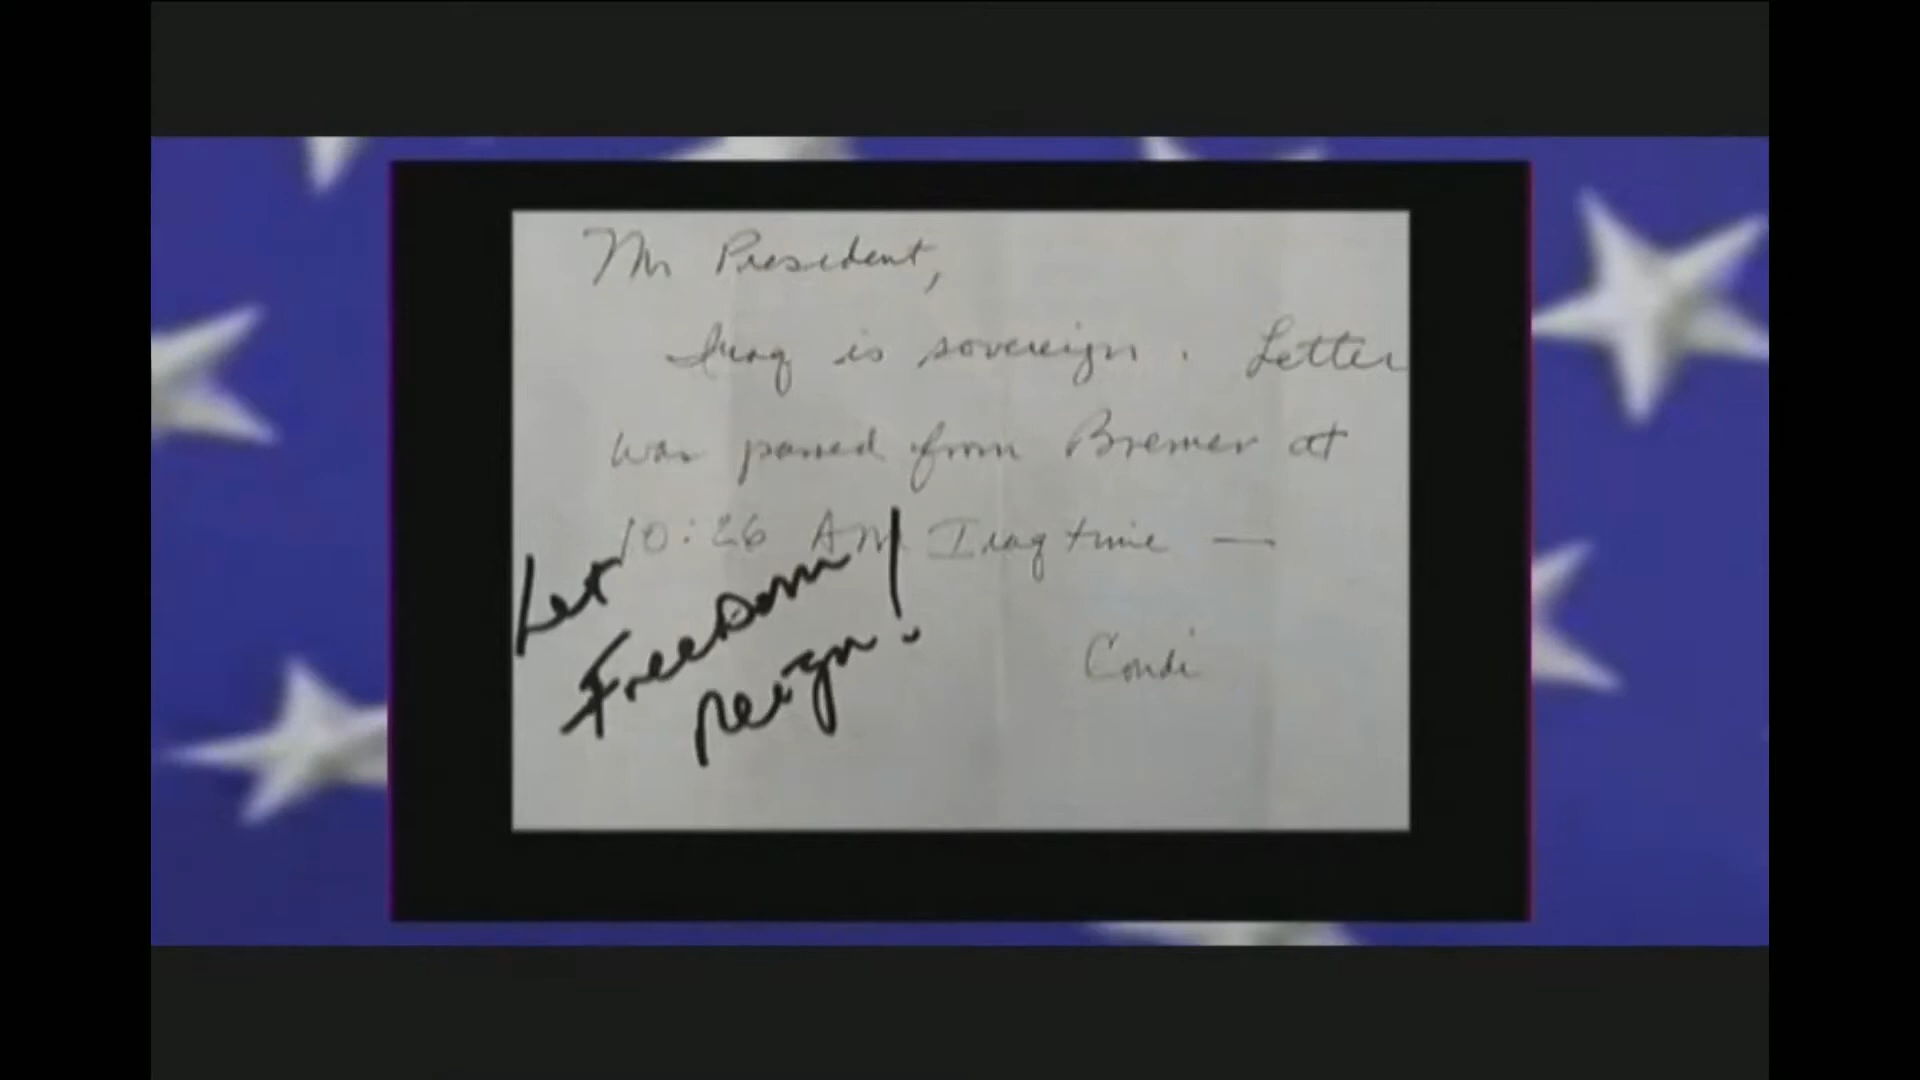 Mr President,
Iraq is sovereign. Letter
was passed from Bremer at
10:26 AM Iraq time —
Condi
Let
Freedom
Reign!